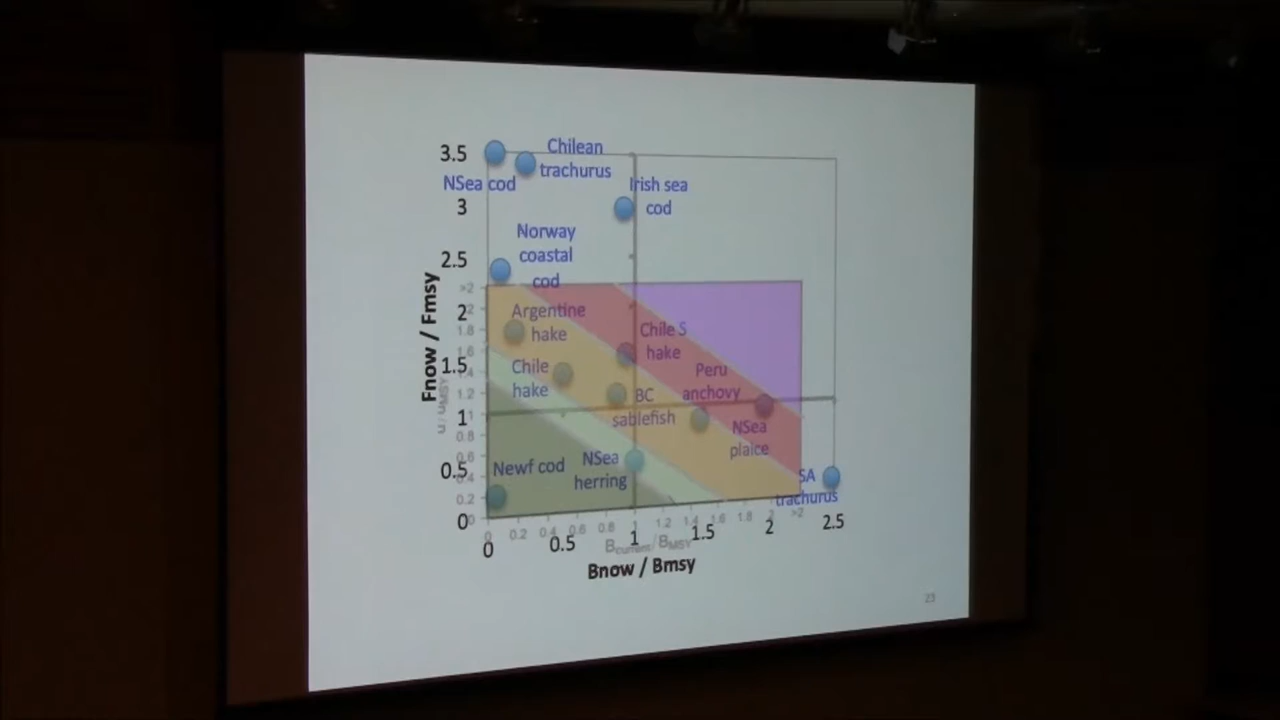 3.5
Chilean
trachurus
NSea cod
Irish sea
cod
3
Norway
coastal
cod
2.5
Fnow / Fmsy
>2
2
Argentine
hake
1.8
Chile S
hake
1.6
1.5
1.4
Chile
hake
Peru
anchovy
1.2
BC
sablefish
1
NSea
plaice
0.8
0.6
0.5
0.4
Newf cod
NSea
herring
SA
trachurus
0.2
0
0 0.2 0.4 0.6 0.8 1 1.2 1.4 1.6 1.8 2 >2
0 0.5 1 1.5 2 2.5
Bcurrent/BMSY
Bnow / Bmsy
23